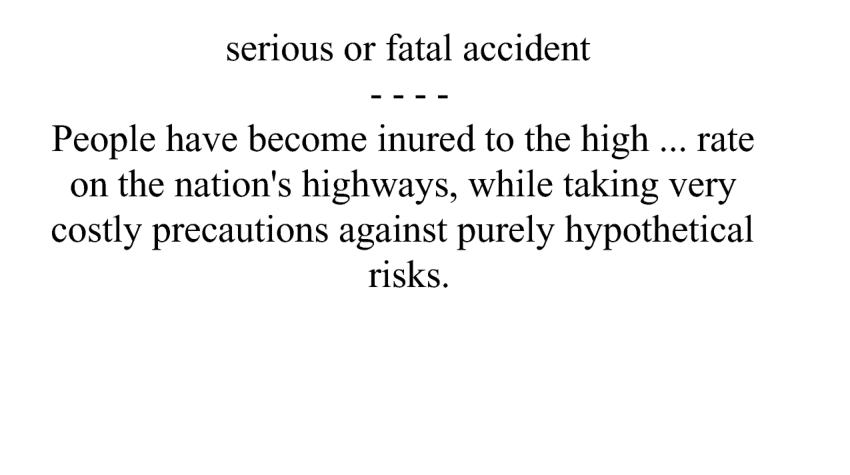 serious or fatal accident
- - - -
People have become inured to the high ... rate
on the nation's highways, while taking very
costly precautions against purely hypothetical
risks.